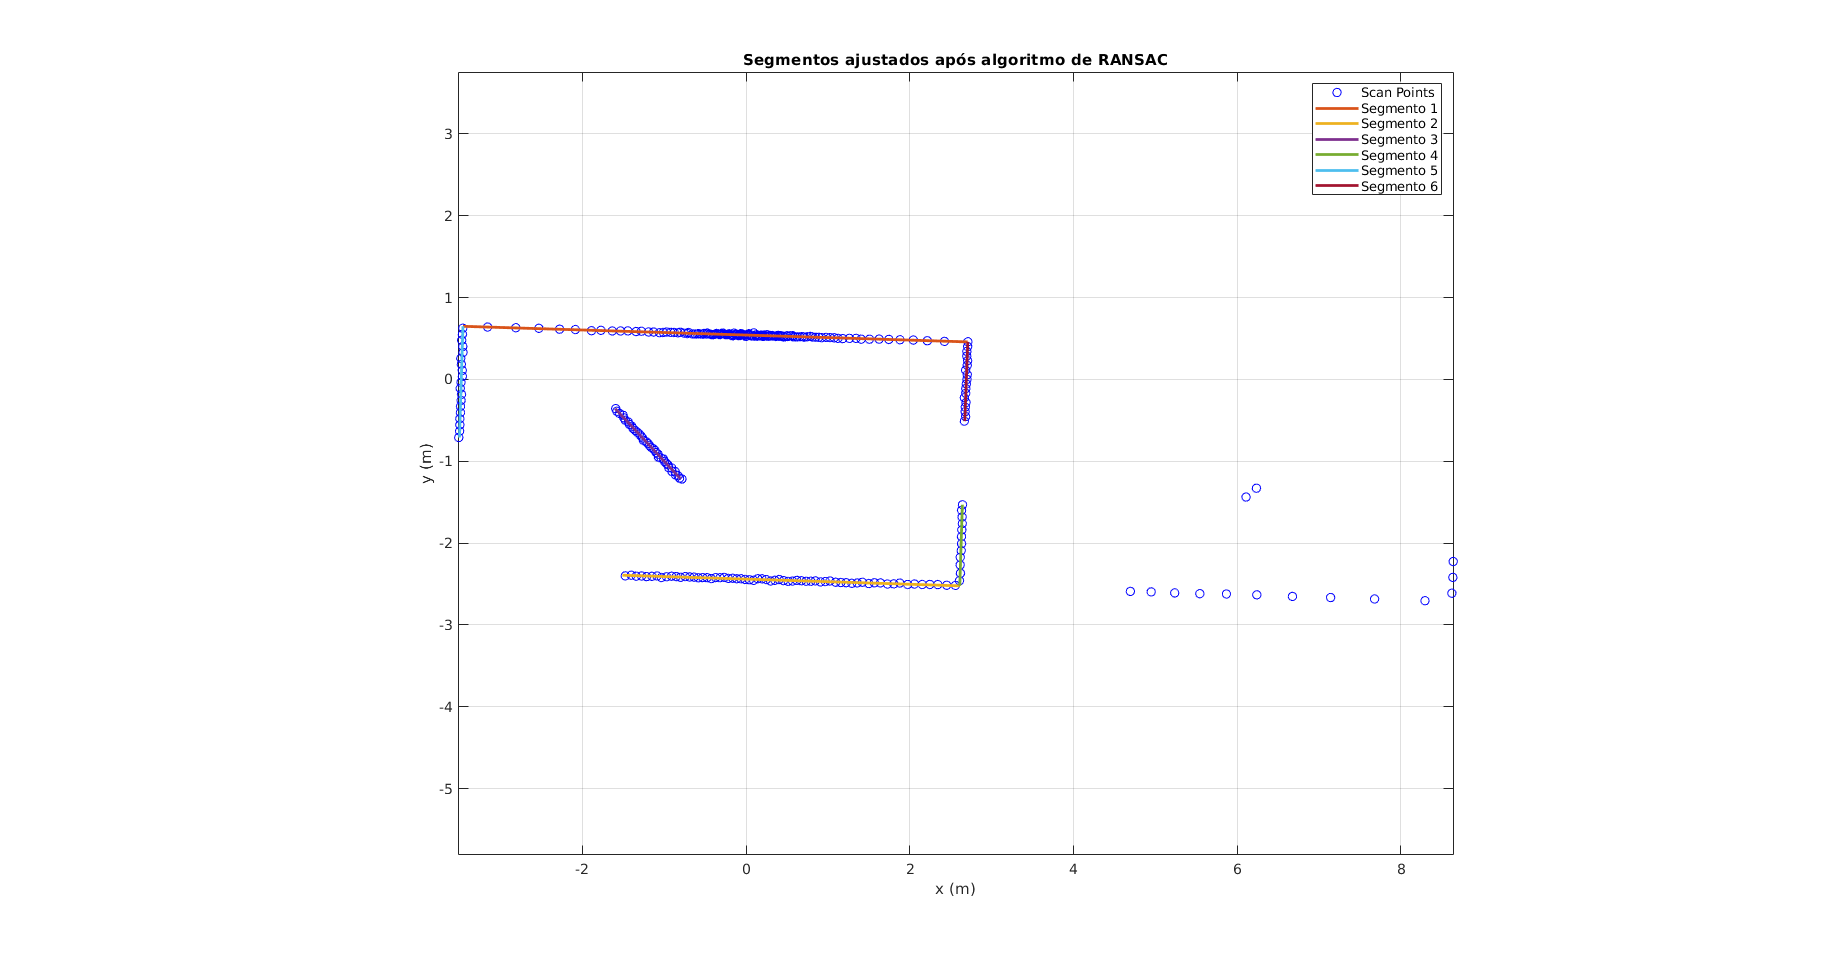 Segmentos ajustados após algoritmo de RANSAC
Scan Points
Segmento 1
Segmento 2
Segmento 3
Segmento 4
Segmento 5
Segmento 6
3
2
1
0
-1
-2
-3
-4
-5
y (m)
-2
0
2
4
6
8
x (m)